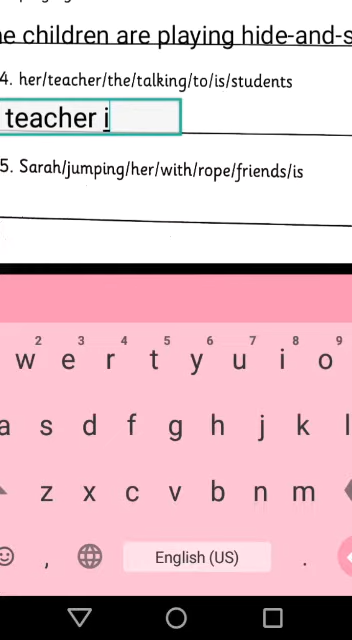 e children are playing hide-and-s
4. her/teacher/the/talking/to/is/students
teacher i
5. Sarah/jumping/her/with/rope/friends/is
2 3 4 5 6 7 8 9
w e r t y u i o
a s d f g h j k l
z x c v b n m
, English (US) .